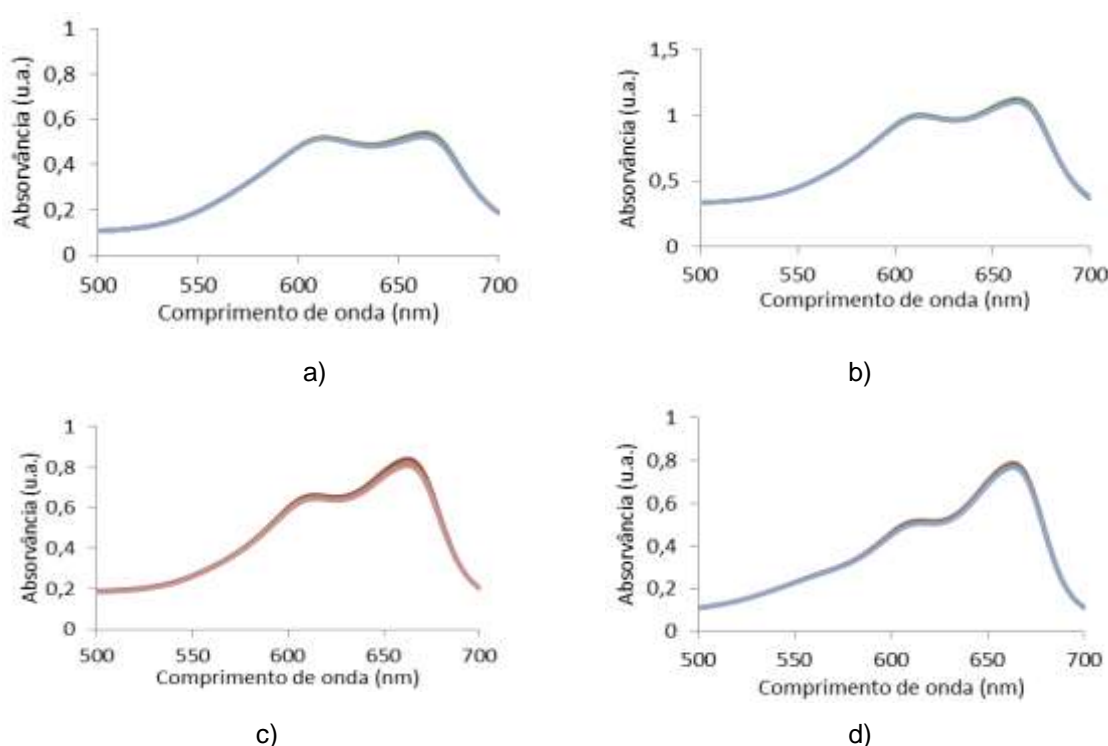 Absorvância (u.a.)
1
0,8
0,6
0,4
0,2
0
500 550 600 650 700
Comprimento de onda (nm)
a)
Absorvância (u.a.)
1,5
1
0,5
0
500 550 600 650 700
Comprimento de onda (nm)
b)
Absorvância (u.a.)
1
0,8
0,6
0,4
0,2
0
500 550 600 650 700
Comprimento de onda (nm)
c)
Absorvância (u.a.)
1
0,8
0,6
0,4
0,2
0
500 550 600 650 700
Comprimento de onda (nm)
d)